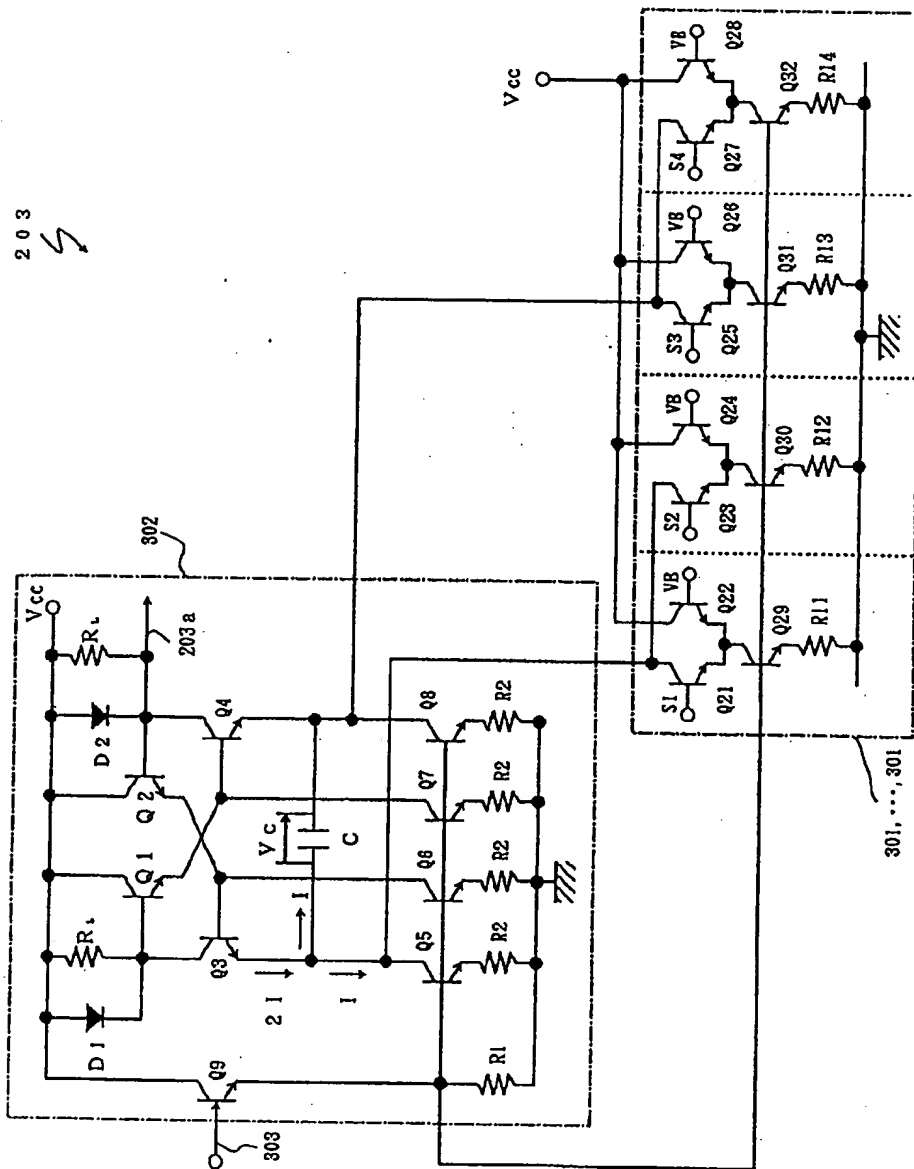 203
302
Vcc
R_L
203a
D2
Q2
Q4
R_L
Q1
D1
Q3
2I
I
I
Vc
C
Q9
303
Q5
Q6
Q7
Q8
R1
R2
R2
R2
R2
Vcc
S1
VB
Q21
Q22
Q29
R11
S2
VB
Q23
Q24
Q30
R12
S3
VB
Q25
Q26
Q31
R13
S4
VB
Q27
Q28
Q32
R14
301,···,301